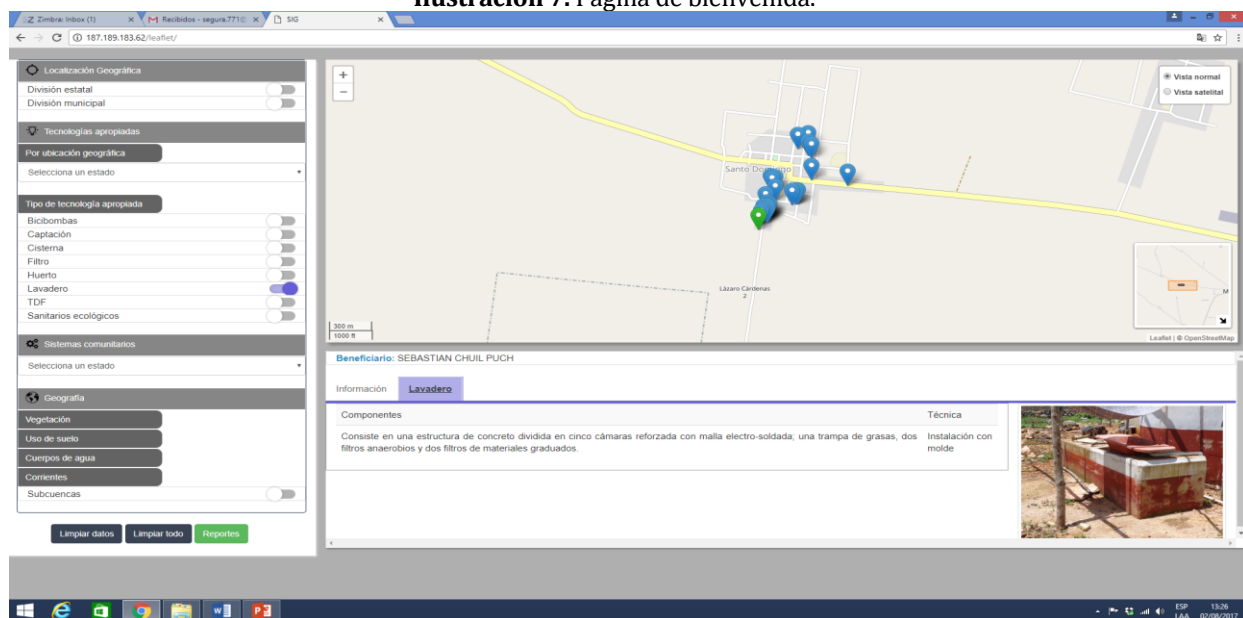 Ilustración 7. Página de bienvenida.
Zimbra: Inbox (1)
Recibidos - segura.771
SIG
187.189.183.62/leaflet/
Localización Geográfica
División estatal
División municipal
Tecnologías apropiadas
Por ubicación geográfica
Selecciona un estado
Tipo de tecnología apropiada
Bicibombas
Captación
Cisterna
Filtro
Huerto
Lavadero
TDF
Sanitarios ecológicos
Sistemas comunitarios
Selecciona un estado
Geografía
Vegetación
Uso de suelo
Cuerpos de agua
Corrientes
Subcuencas
Limpiar datos Limpiar todo Reportes
+
−
Vista normal
Vista satelital
Santo Domingo
Lázaro Cárdenas
2
M
300 m
1000 ft
Leaflet | © OpenStreetMap
Beneficiario: SEBASTIAN CHUIL PUCH
Información Lavadero
Componentes Técnica
Consiste en una estructura de concreto dividida en cinco cámaras reforzada con malla electro-soldada; una trampa de grasas, dos Instalación con
filtros anaerobios y dos filtros de materiales graduados. molde
ESP 13:26
LAA 02/08/2017